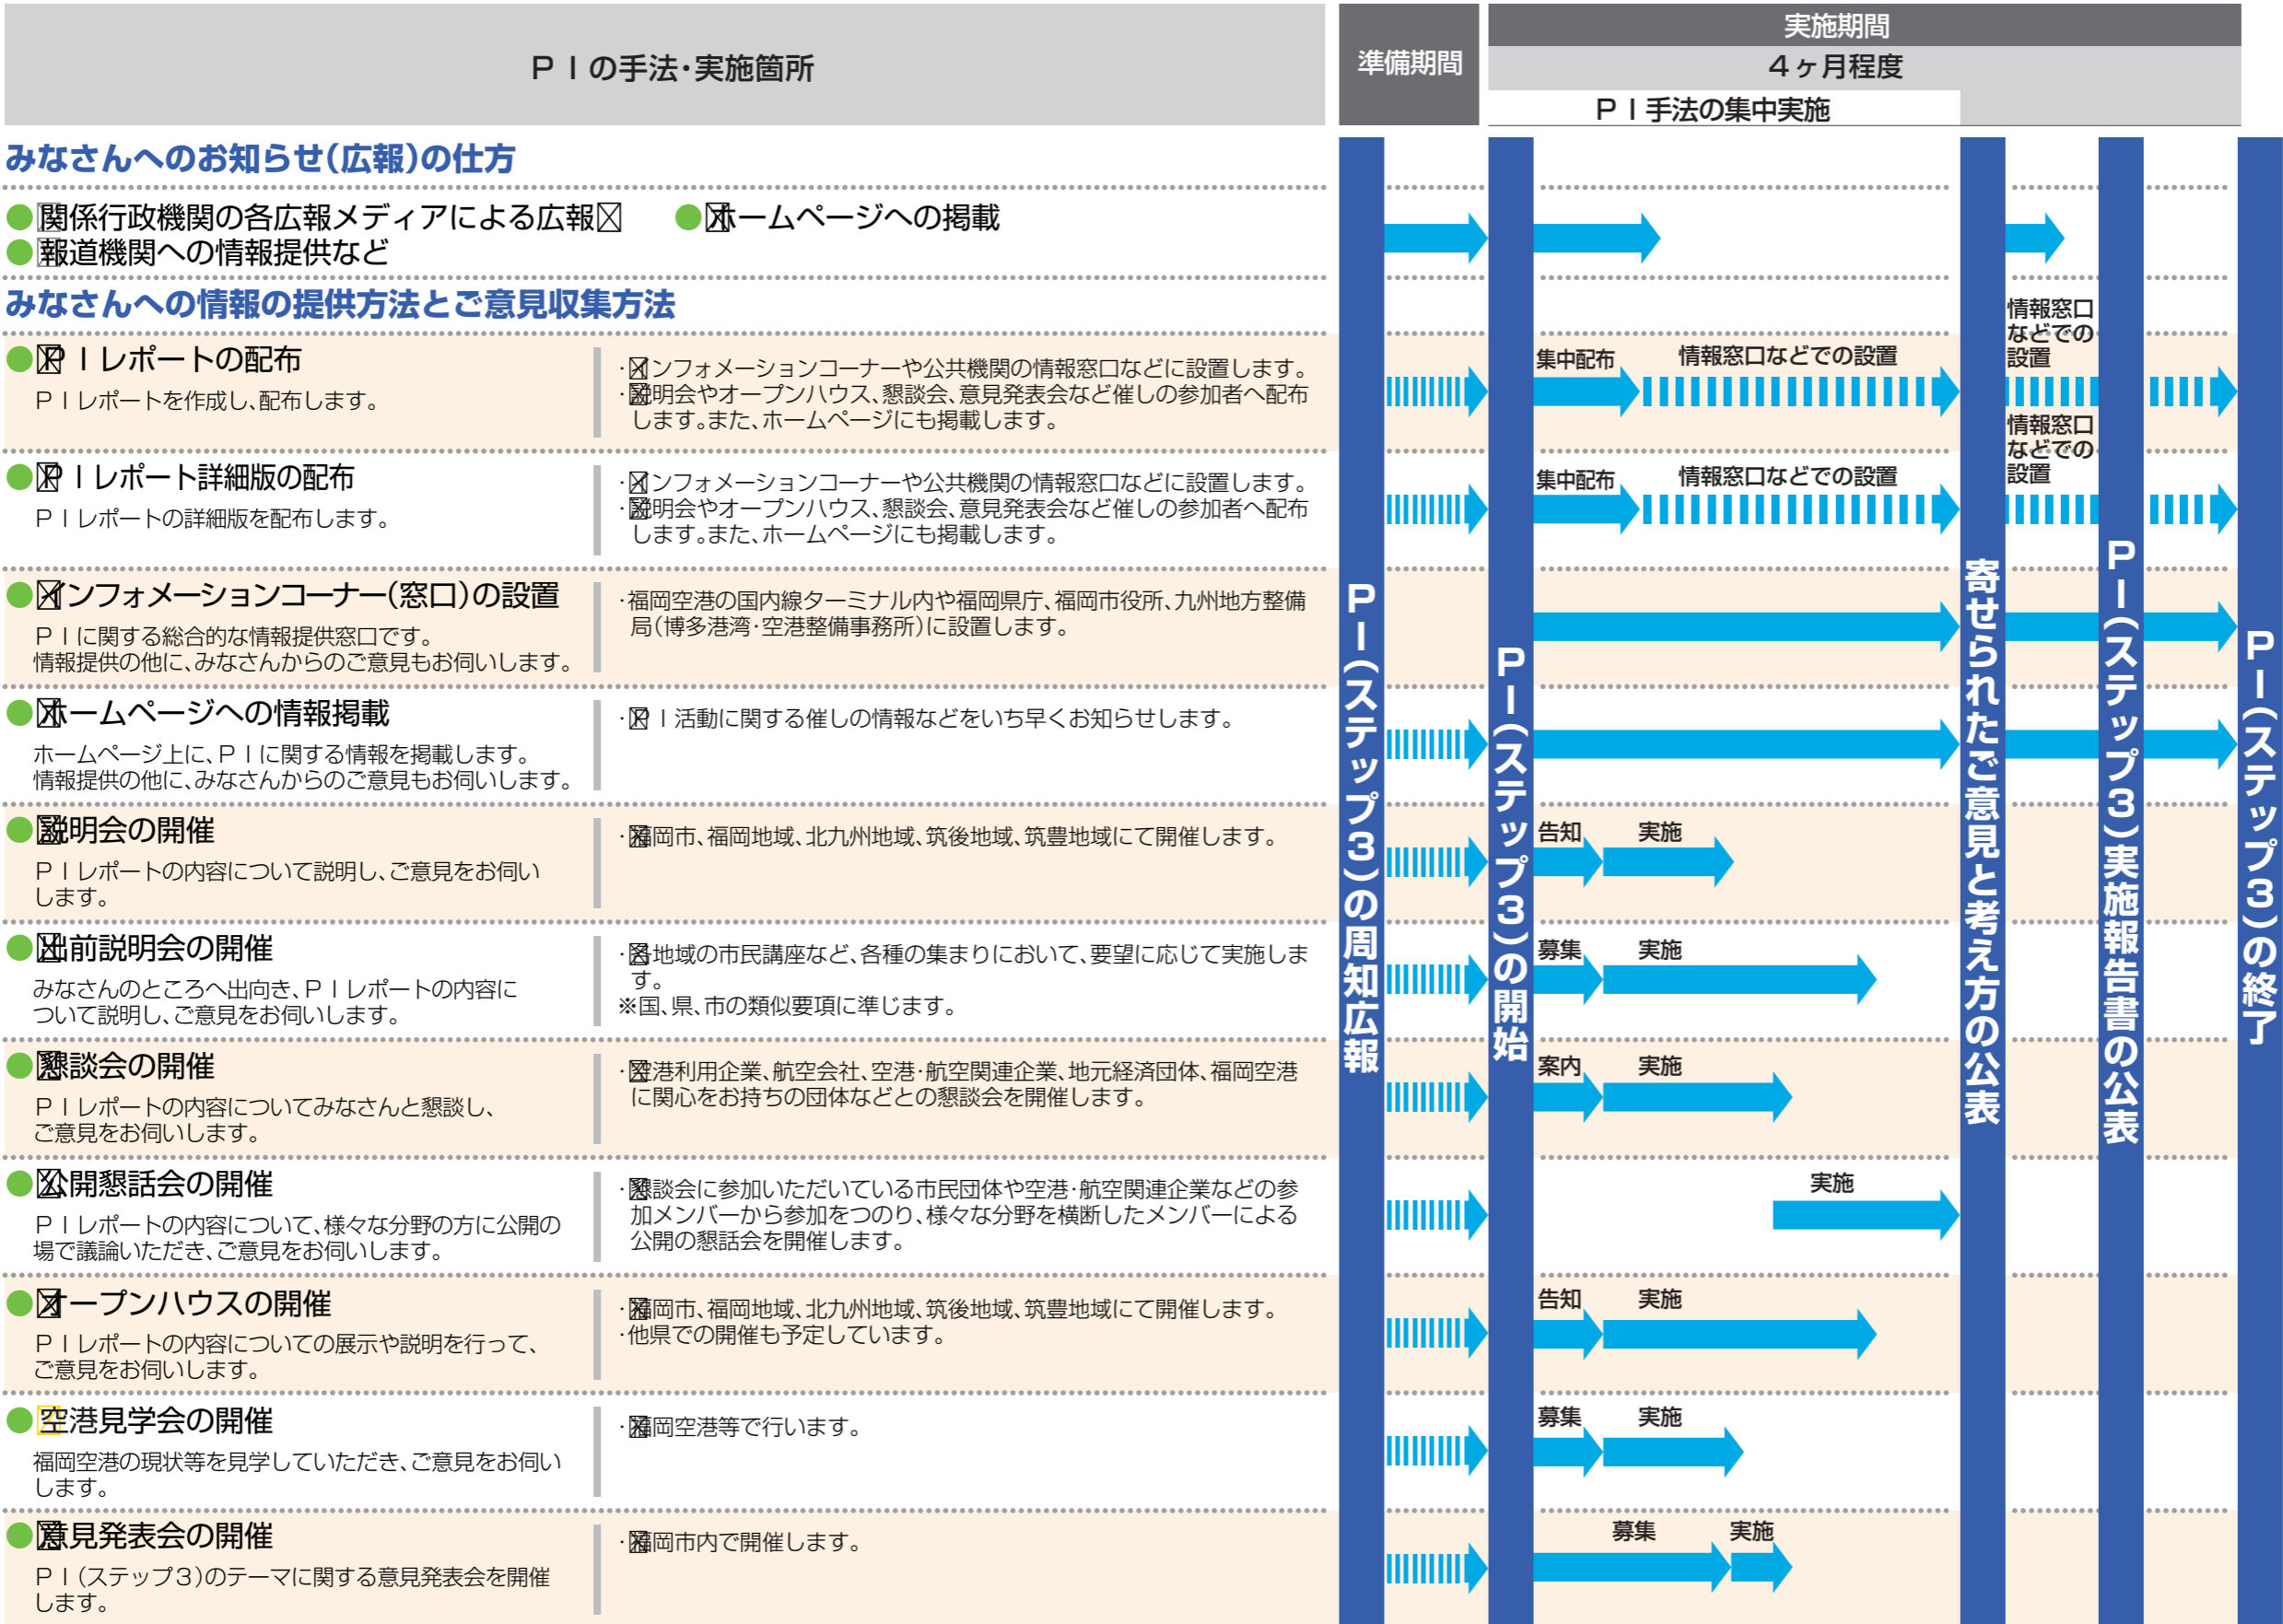 ＰＩの手法・実施箇所
準備期間
実施期間
４ヶ月程度
ＰＩ手法の集中実施
みなさんへのお知らせ（広報）の仕方
●関係行政機関の各広報メディアによる広報 ●ホームページへの掲載
●報道機関への情報提供など
みなさんへの情報の提供方法とご意見収集方法
●ＰＩレポートの配布
ＰＩレポートを作成し、配布します。
・インフォメーションコーナーや公共機関の情報窓口などに設置します。
・説明会やオープンハウス、懇談会、意見発表会など催しの参加者へ配布
します。また、ホームページにも掲載します。
集中配布
情報窓口などでの設置
情報窓口
などでの
設置
●ＰＩレポート詳細版の配布
ＰＩレポートの詳細版を配布します。
・インフォメーションコーナーや公共機関の情報窓口などに設置します。
・説明会やオープンハウス、懇談会、意見発表会など催しの参加者へ配布
します。また、ホームページにも掲載します。
集中配布
情報窓口などでの設置
情報窓口
などでの
設置
●インフォメーションコーナー（窓口）の設置
ＰＩに関する総合的な情報提供窓口です。
情報提供の他に、みなさんからのご意見もお伺いします。
・福岡空港の国内線ターミナル内や福岡県庁、福岡市役所、九州地方整備
局（博多港湾・空港整備事務所）に設置します。
●ホームページへの情報掲載
ホームページ上に、ＰＩに関する情報を掲載します。
情報提供の他に、みなさんからのご意見もお伺いします。
・ＰＩ活動に関する催しの情報などをいち早くお知らせします。
●説明会の開催
ＰＩレポートの内容について説明し、ご意見をお伺い
します。
・福岡市、福岡地域、北九州地域、筑後地域、筑豊地域にて開催します。
告知
実施
●出前説明会の開催
みなさんのところへ出向き、ＰＩレポートの内容に
ついて説明し、ご意見をお伺いします。
・各地域の市民講座など、各種の集まりにおいて、要望に応じて実施しま
す。
※国、県、市の類似要項に準じます。
募集
実施
●懇談会の開催
ＰＩレポートの内容についてみなさんと懇談し、
ご意見をお伺いします。
・空港利用企業、航空会社、空港・航空関連企業、地元経済団体、福岡空港
に関心をお持ちの団体などとの懇談会を開催します。
案内
実施
●公開懇話会の開催
ＰＩレポートの内容について、様々な分野の方に公開の
場で議論いただき、ご意見をお伺いします。
・懇談会に参加いただいている市民団体や空港・航空関連企業などの参
加メンバーから参加をつのり、様々な分野を横断したメンバーによる
公開の懇話会を開催します。
実施
●オープンハウスの開催
ＰＩレポートの内容についての展示や説明を行って、
ご意見をお伺いします。
・福岡市、福岡地域、北九州地域、筑後地域、筑豊地域にて開催します。
・他県での開催も予定しています。
告知
実施
●空港見学会の開催
福岡空港の現状等を見学していただき、ご意見をお伺い
します。
・福岡空港等で行います。
募集
実施
●意見発表会の開催
ＰＩ（ステップ３）のテーマに関する意見発表会を開催
します。
・福岡市内で開催します。
募集
実施
ＰＩ（ステップ３）の周知広報
ＰＩ（ステップ３）の開始
寄せられたご意見と考え方の公表
ＰＩ（ステップ３）実施報告書の公表
ＰＩ（ステップ３）の終了